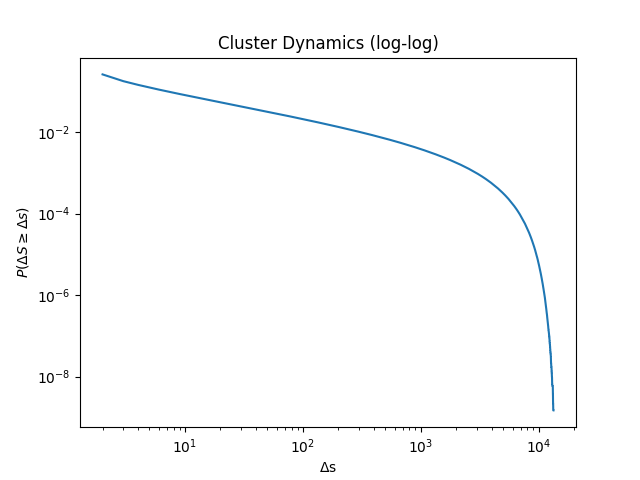 Cluster Dynamics (log-log)
P(ΔS ≥ Δs)
10⁻²
10⁻⁴
10⁻⁶
10⁻⁸
10¹ 10² 10³ 10⁴
Δs